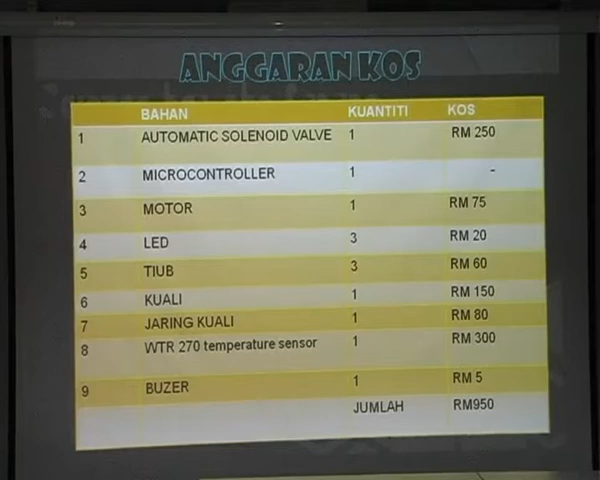 ANGGARAN KOS
BAHAN KUANTITI KOS
1 AUTOMATIC SOLENOID VALVE 1 RM 250
2 MICROCONTROLLER 1 -
3 MOTOR 1 RM 75
4 LED 3 RM 20
5 TIUB 3 RM 60
6 KUALI 1 RM 150
7 JARING KUALI 1 RM 80
8 WTR 270 temperature sensor 1 RM 300
9 BUZER 1 RM 5
JUMLAH RM950